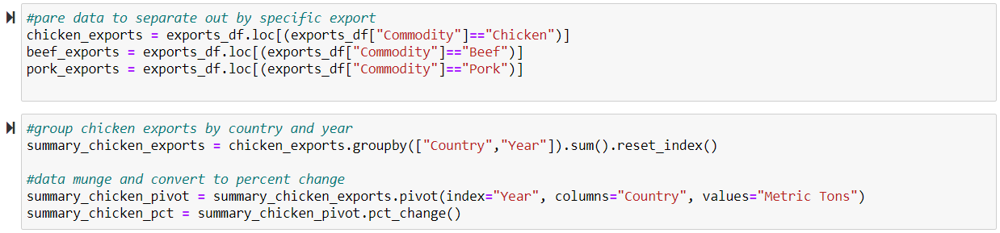 #pare data to separate out by specific export
chicken_exports = exports_df.loc[(exports_df["Commodity"]=="Chicken")]
beef_exports = exports_df.loc[(exports_df["Commodity"]=="Beef")]
pork_exports = exports_df.loc[(exports_df["Commodity"]=="Pork")]
#group chicken exports by country and year
summary_chicken_exports = chicken_exports.groupby(["Country","Year"]).sum().reset_index()
#data munge and convert to percent change
summary_chicken_pivot = summary_chicken_exports.pivot(index="Year", columns="Country", values="Metric Tons")
summary_chicken_pct = summary_chicken_pivot.pct_change()